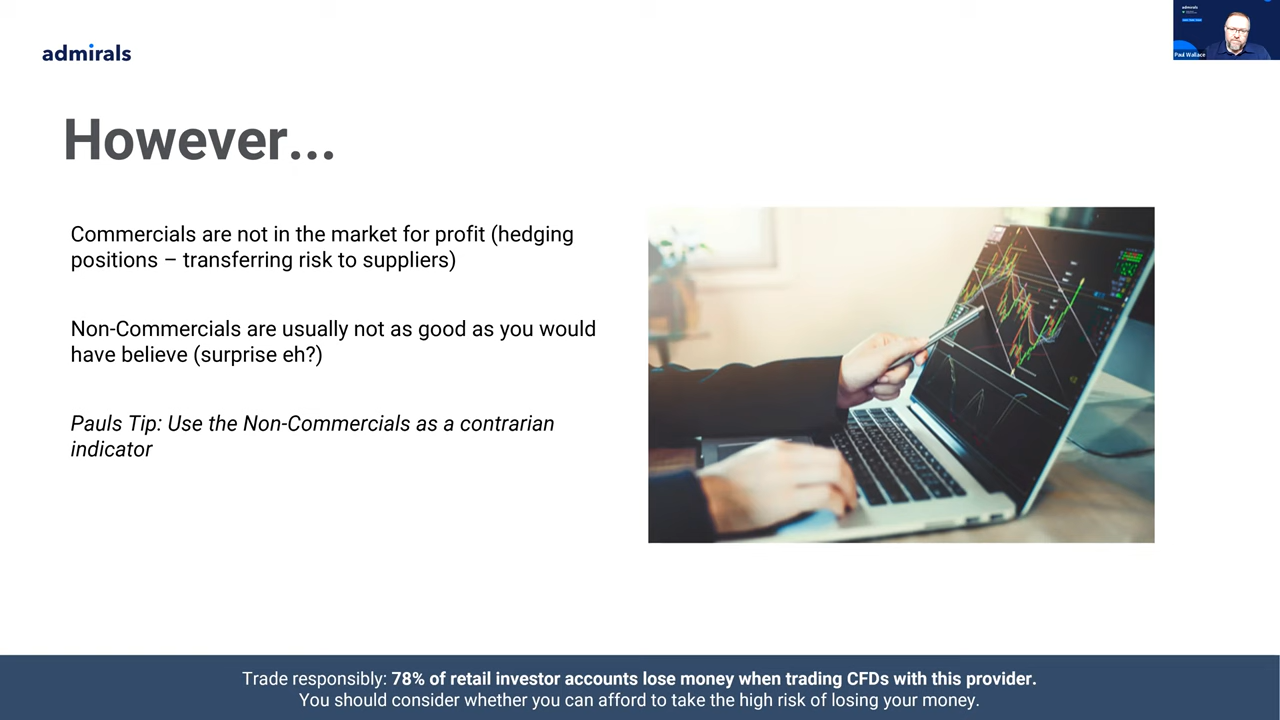 admirals
admirals
Paul Wallace
However...
Commercials are not in the market for profit (hedging
positions – transferring risk to suppliers)
Non-Commercials are usually not as good as you would
have believe (surprise eh?)
Pauls Tip: Use the Non-Commercials as a contrarian
indicator
Trade responsibly: 78% of retail investor accounts lose money when trading CFDs with this provider.
You should consider whether you can afford to take the high risk of losing your money.